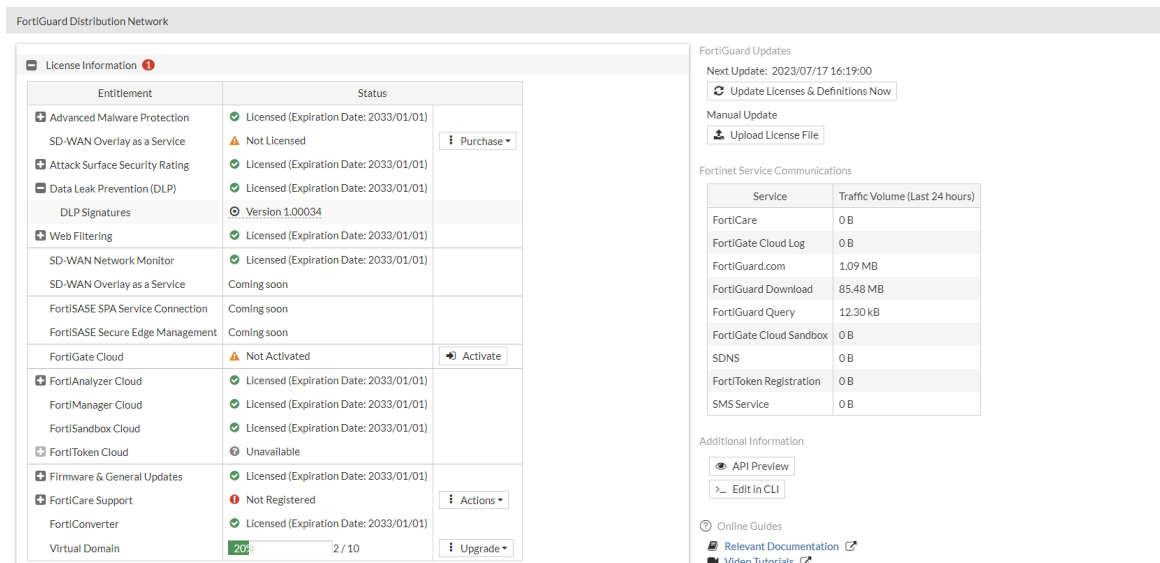 FortiGuard Distribution Network
License Information 1
Entitlement Status
Advanced Malware Protection Licensed (Expiration Date: 2033/01/01)
SD-WAN Overlay as a Service Not Licensed Purchase
Attack Surface Security Rating Licensed (Expiration Date: 2033/01/01)
Data Leak Prevention (DLP) Licensed (Expiration Date: 2033/01/01)
DLP Signatures Version 1.00034
Web Filtering Licensed (Expiration Date: 2033/01/01)
SD-WAN Network Monitor Licensed (Expiration Date: 2033/01/01)
SD-WAN Overlay as a Service Coming soon
FortiSASE SPA Service Connection Coming soon
FortiSASE Secure Edge Management Coming soon
FortiGate Cloud Not Activated Activate
FortiAnalyzer Cloud Licensed (Expiration Date: 2033/01/01)
FortiManager Cloud Licensed (Expiration Date: 2033/01/01)
FortiSandbox Cloud Licensed (Expiration Date: 2033/01/01)
FortiToken Cloud Unavailable
Firmware & General Updates Licensed (Expiration Date: 2033/01/01)
FortiCare Support Not Registered Actions
FortiConverter Licensed (Expiration Date: 2033/01/01)
Virtual Domain 20% 2 / 10 Upgrade
FortiGuard Updates
Next Update: 2023/07/17 16:19:00
Update Licenses & Definitions Now
Manual Update
Upload License File
Fortinet Service Communications
Service Traffic Volume (Last 24 hours)
FortiCare 0 B
FortiGate Cloud Log 0 B
FortiGuard.com 1.09 MB
FortiGuard Download 85.48 MB
FortiGuard Query 12.30 kB
FortiGate Cloud Sandbox 0 B
SDNS 0 B
FortiToken Registration 0 B
SMS Service 0 B
Additional Information
API Preview
>_ Edit in CLI
Online Guides
Relevant Documentation
Video Tutorials